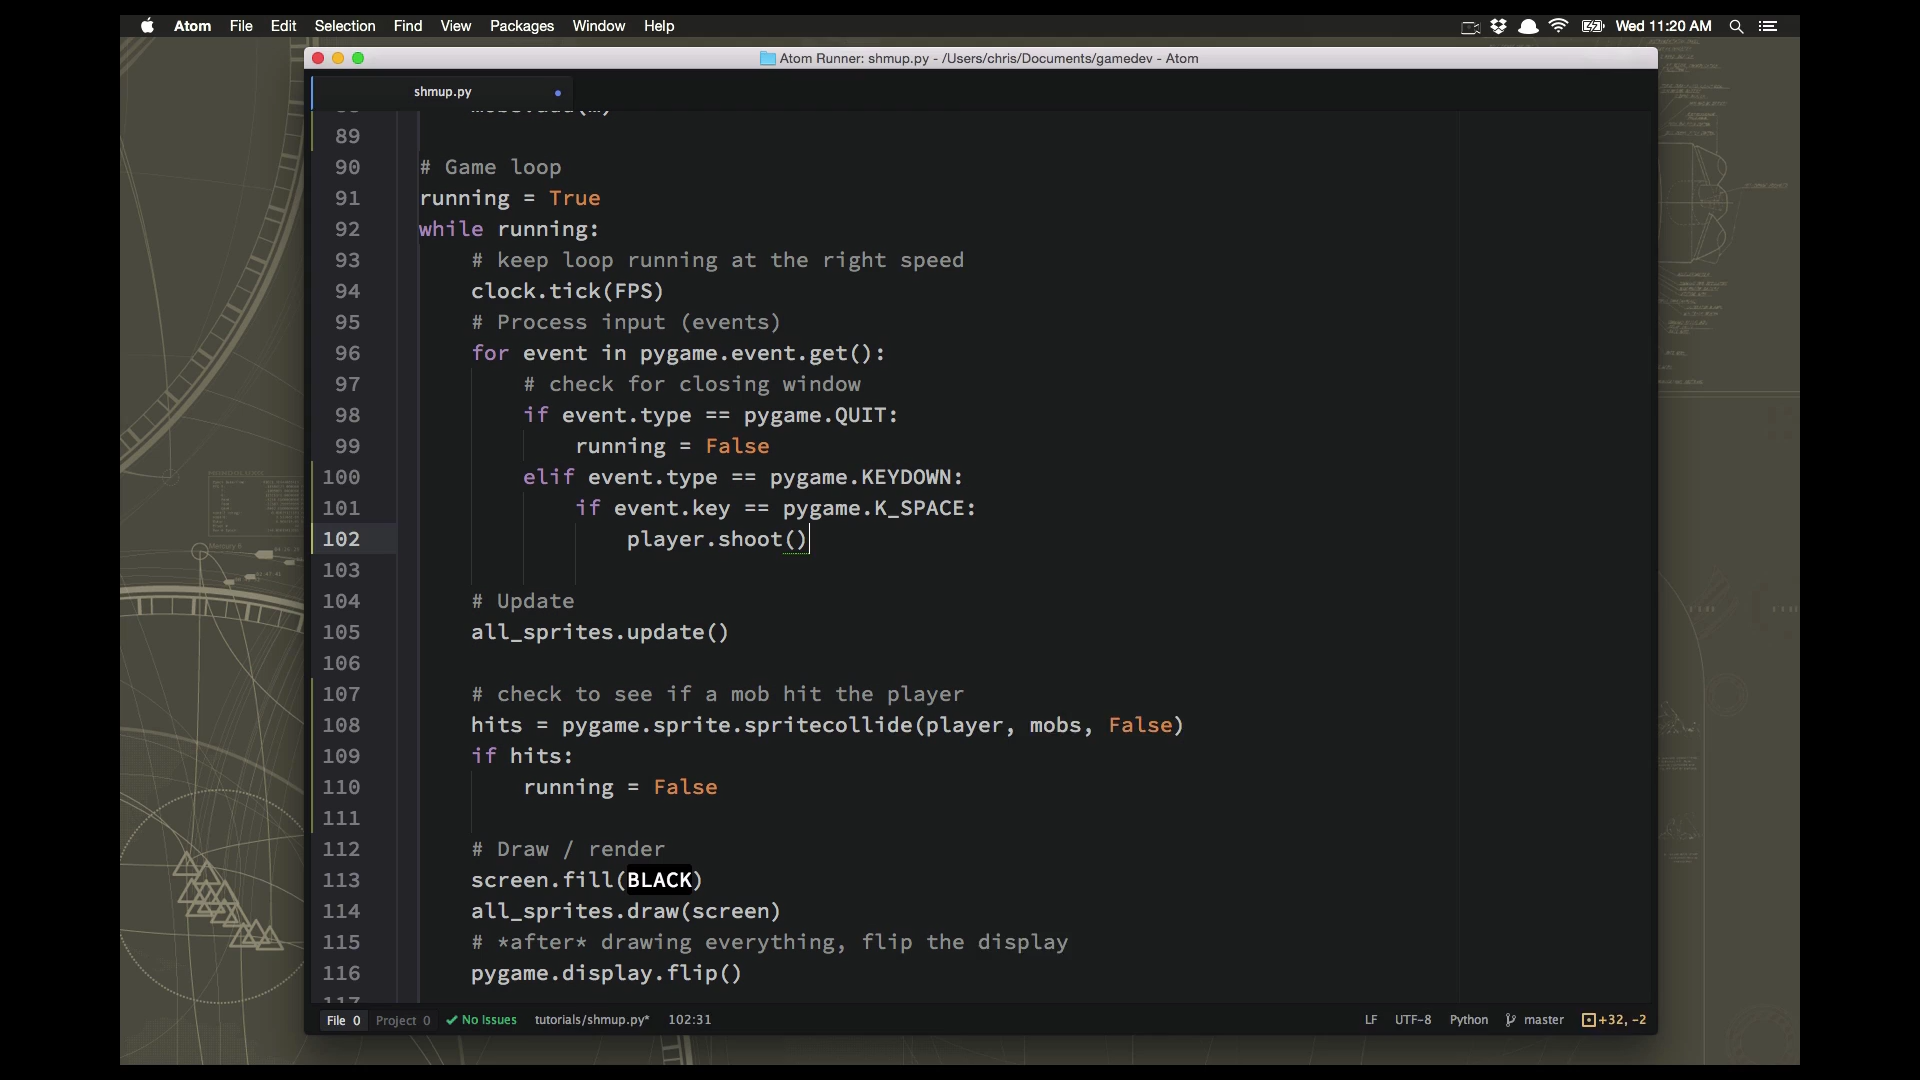 Atom File Edit Selection Find View Packages Window Help Wed 11:20 AM
Atom Runner: shmup.py - /Users/chris/Documents/gamedev - Atom
shmup.py
89
90 # Game loop
91 running = True
92 while running:
93 # keep loop running at the right speed
94 clock.tick(FPS)
95 # Process input (events)
96 for event in pygame.event.get():
97 # check for closing window
98 if event.type == pygame.QUIT:
99 running = False
100 elif event.type == pygame.KEYDOWN:
101 if event.key == pygame.K_SPACE:
102 player.shoot()
103
104 # Update
105 all_sprites.update()
106
107 # check to see if a mob hit the player
108 hits = pygame.sprite.spritecollide(player, mobs, False)
109 if hits:
110 running = False
111
112 # Draw / render
113 screen.fill(BLACK)
114 all_sprites.draw(screen)
115 # *after* drawing everything, flip the display
116 pygame.display.flip()
117
File 0 Project 0 No Issues tutorials/shmup.py* 102:31 LF UTF-8 Python master +32, -2